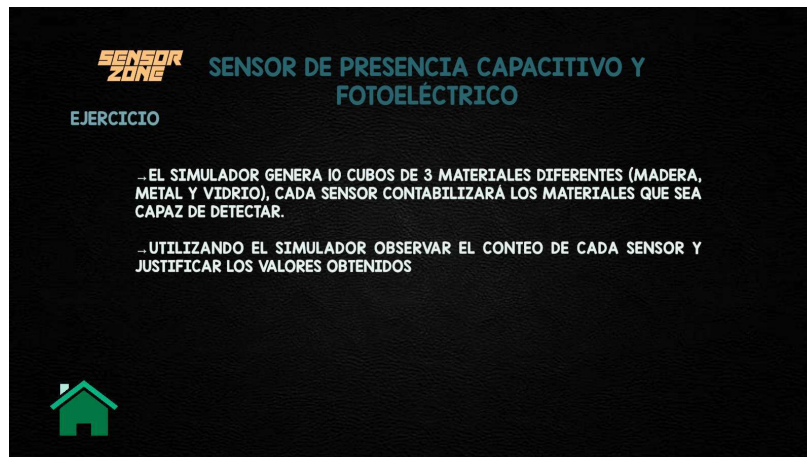 SENSOR
ZONE
SENSOR DE PRESENCIA CAPACITIVO Y
FOTOELÉCTRICO
EJERCICIO
→EL SIMULADOR GENERA 10 CUBOS DE 3 MATERIALES DIFERENTES (MADERA,
METAL Y VIDRIO), CADA SENSOR CONTABILIZARÁ LOS MATERIALES QUE SEA
CAPAZ DE DETECTAR.
→UTILIZANDO EL SIMULADOR OBSERVAR EL CONTEO DE CADA SENSOR Y
JUSTIFICAR LOS VALORES OBTENIDOS